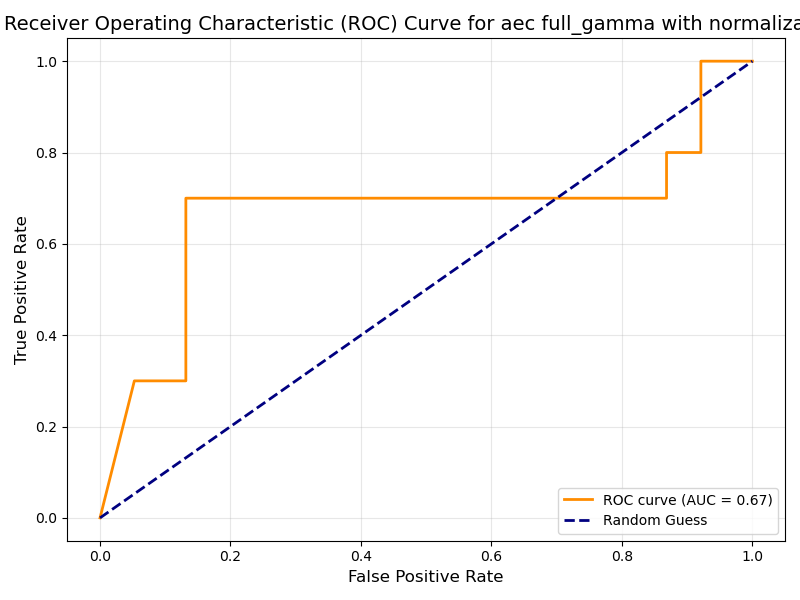 Receiver Operating Characteristic (ROC) Curve for aec full_gamma with normaliza
1.0
0.8
0.6
0.4
0.2
0.0
True Positive Rate
0.0 0.2 0.4 0.6 0.8 1.0
False Positive Rate
ROC curve (AUC = 0.67)
Random Guess